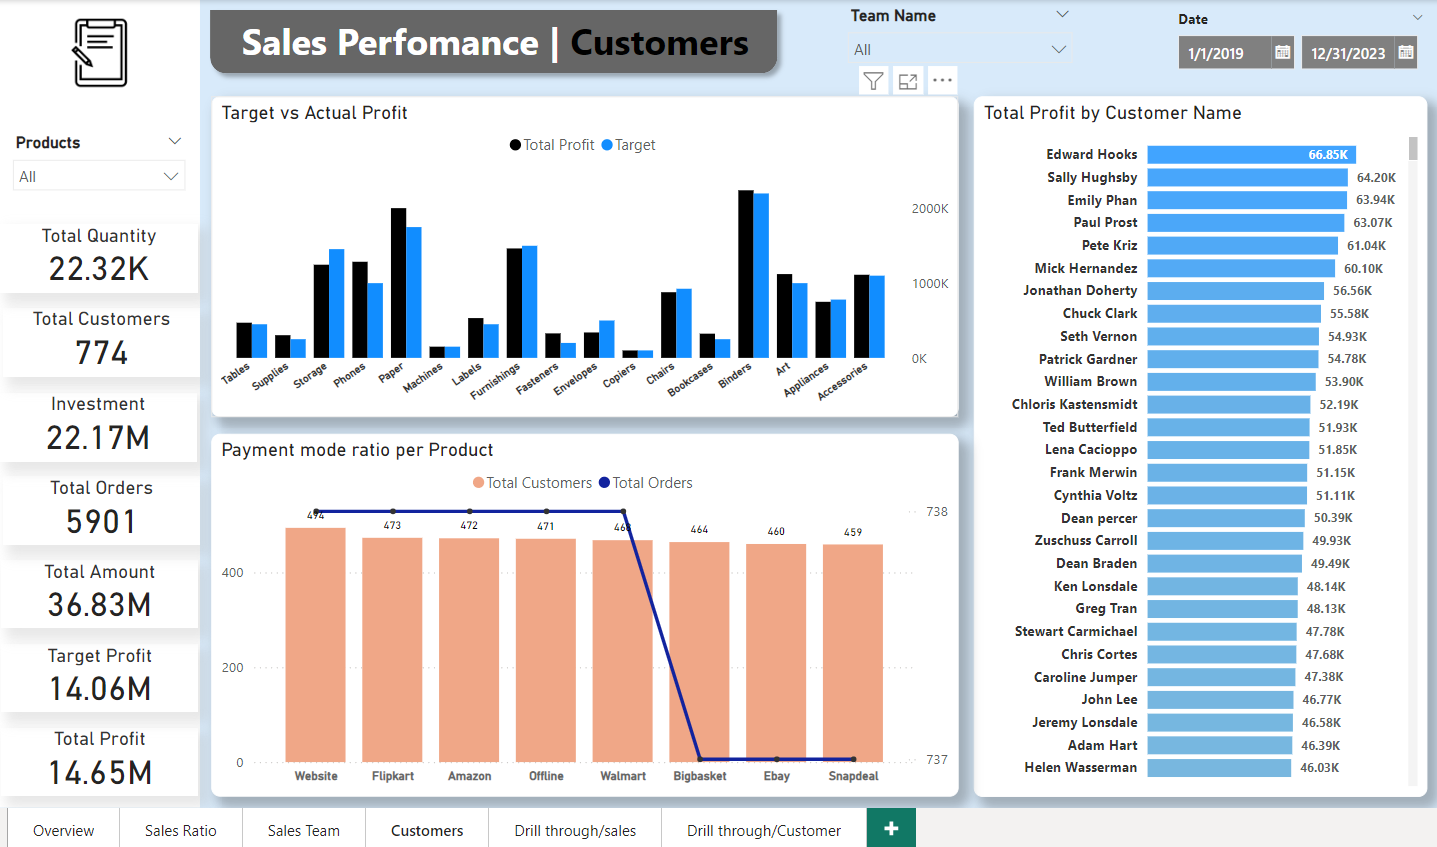 Sales Perfomance | Customers
Team Name
All
Date
1/1/2019
12/31/2023
Products
All
Total Quantity
22.32K
Total Customers
774
Investment
22.17M
Total Orders
5901
Total Amount
36.83M
Target Profit
14.06M
Total Profit
14.65M
Target vs Actual Profit
Total Profit Target
2000K
1000K
0K
Tables
Supplies
Storage
Phones
Paper
Machines
Labels
Furnishings
Fasteners
Envelopes
Copiers
Chairs
Bookcases
Binders
Art
Appliances
Accessories
Payment mode ratio per Product
Total Customers Total Orders
494 473 472 471 468 464 460 459
400
200
0
738
737
Website Flipkart Amazon Offline Walmart Bigbasket Ebay Snapdeal
Total Profit by Customer Name
Edward Hooks 66.85K
Sally Hughsby 64.20K
Emily Phan 63.94K
Paul Prost 63.07K
Pete Kriz 61.04K
Mick Hernandez 60.10K
Jonathan Doherty 56.56K
Chuck Clark 55.58K
Seth Vernon 54.93K
Patrick Gardner 54.78K
William Brown 53.90K
Chloris Kastensmidt 52.19K
Ted Butterfield 51.93K
Lena Cacioppo 51.85K
Frank Merwin 51.15K
Cynthia Voltz 51.11K
Dean percer 50.39K
Zuschuss Carroll 49.93K
Dean Braden 49.49K
Ken Lonsdale 48.14K
Greg Tran 48.13K
Stewart Carmichael 47.78K
Chris Cortes 47.68K
Caroline Jumper 47.38K
John Lee 46.77K
Jeremy Lonsdale 46.58K
Adam Hart 46.39K
Helen Wasserman 46.03K
Overview
Sales Ratio
Sales Team
Customers
Drill through/sales
Drill through/Customer